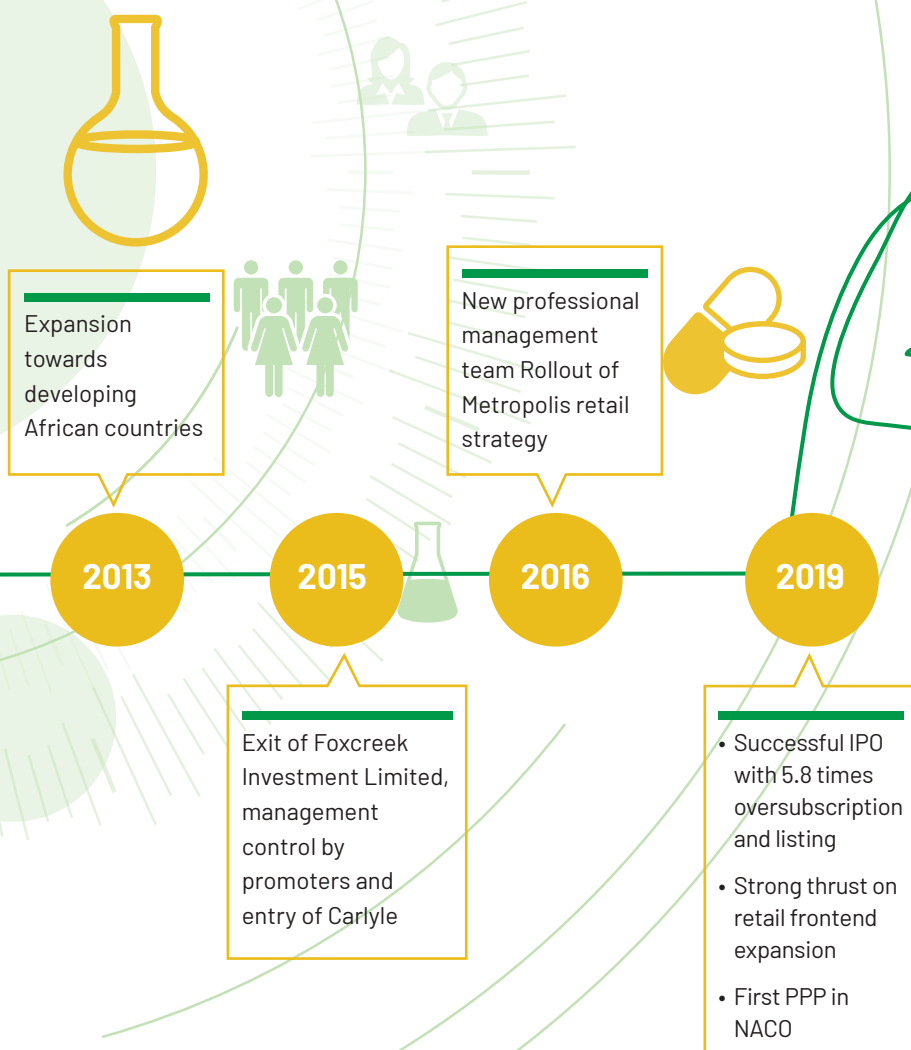 Expansion
towards
developing
African countries
New professional
management
team Rollout of
Metropolis retail
strategy
2013
2015
2016
2019
Exit of Foxcreek
Investment Limited,
management
control by
promoters and
entry of Carlyle
• Successful IPO
with 5.8 times
oversubscription
and listing
• Strong thrust on
retail frontend
expansion
• First PPP in
NACO